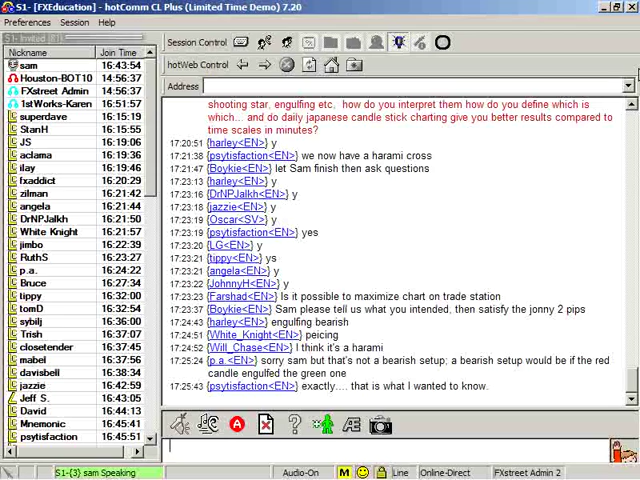 S1- [FXEducation] - hotComm CL Plus (Limited Time Demo) 7.20
Preferences Session Help
S1- Invited
Nickname Join Time
sam 16:43:54
Houston-BOT10 14:56:37
FXstreet Admin 14:56:37
1stWorks-Karen 16:51:57
superdave 16:15:19
StanH 16:15:55
JS 16:19:06
aclama 16:19:36
ilay 16:19:46
fxaddict 16:20:29
zilman 16:21:42
angela 16:21:44
DrNPJalkh 16:21:46
White Knight 16:21:50
jimbo 16:22:39
RuthS 16:23:27
p.a. 16:24:22
Bruce 16:27:34
tippy 16:32:00
tomD 16:34:38
sybilj 16:36:00
Trish 16:37:44
closetender 16:37:44
mabel 16:37:56
davisbell 16:38:34
jazzie 16:42:59
Jeff S. 16:43:05
David 16:44:13
Mnemonic 16:45:41
psytisfaction 16:45:51
Session Control
hotWeb Control
Address
shooting star, engulfing etc, how do you interpret them how do you define which is
which... and do daily japanese candle stick charting give you better results compared to
time scales in minutes?
17:20:51 {harley<EN>} y
17:21:38 {psytisfaction<EN>} we now have a harami cross
17:21:47 {Boykie<EN>} let Sam finish then ask questions
17:23:13 {harley<EN>} y
17:23:16 {DrNPJalkh<EN>} y
17:23:18 {jazzie<EN>} y
17:23:19 {Oscar<SV>} y
17:23:19 {psytisfaction<EN>} yes
17:23:20 {LG<EN>} y
17:23:20 {tippy<EN>} ys
17:23:21 {angela<EN>} y
17:23:22 {JohnnyH<EN>} y
17:23:23 {Farshad<EN>} Is it possible to maximize chart on trade station
17:23:37 {Boykie<EN>} Sam please tell us what you intended, then satisfy the jonny 2 pips
17:24:43 {harley<EN>} engulfing bearish
17:24:51 {White_Knight<EN>} peicing
17:24:52 {Will_Chase<EN>} I think it's a harami
17:25:24 {p.a.<EN>} sorry sam but that's not a bearish setup; a bearish setup would be if the red
candle engulfed the green one
17:25:43 {psytisfaction<EN>} exactly.... that is what I wanted to know.
S1-{3} sam Speaking Audio-On M Line Online-Direct FXstreet Admin 2